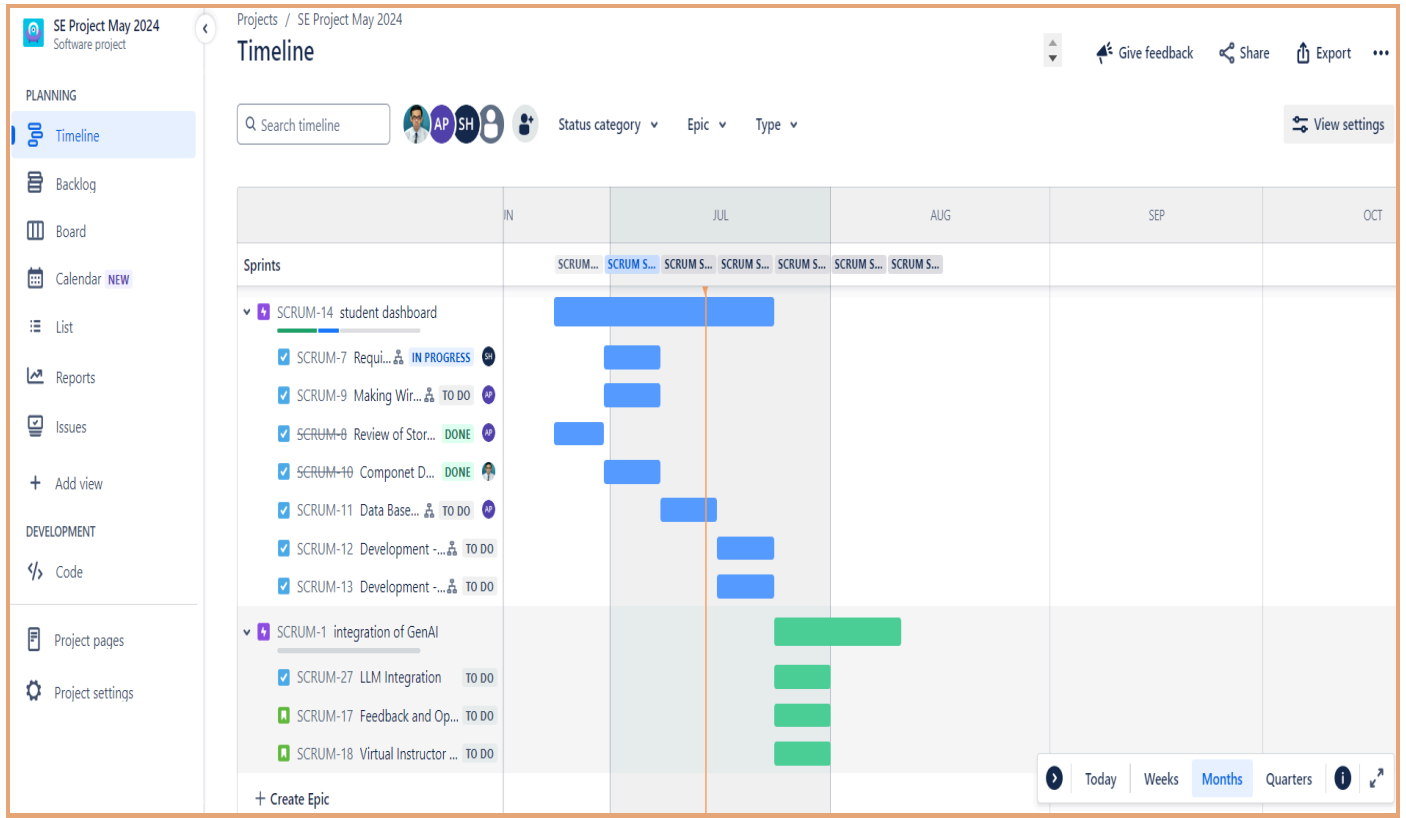 SE Project May 2024
Software project
PLANNING
Timeline
Backlog
Board
Calendar NEW
List
Reports
Issues
+ Add view
DEVELOPMENT
Code
Project pages
Project settings
Projects / SE Project May 2024
Timeline
Give feedback Share Export
Search timeline AP SH Status category Epic Type View settings
UN JUL AUG SEP OCT
Sprints SCRUM... SCRUM S... SCRUM S... SCRUM S... SCRUM S... SCRUM S... SCRUM S...
SCRUM-14 student dashboard
SCRUM-7 Requi... IN PROGRESS SH
SCRUM-9 Making Wir... TO DO AP
SCRUM-8 Review of Stor... DONE AP
SCRUM-10 Componet D... DONE
SCRUM-11 Data Base... TO DO AP
SCRUM-12 Development -... TO DO
SCRUM-13 Development -... TO DO
SCRUM-1 integration of GenAI
SCRUM-27 LLM Integration TO DO
SCRUM-17 Feedback and Op... TO DO
SCRUM-18 Virtual Instructor ... TO DO
+ Create Epic
Today Weeks Months Quarters